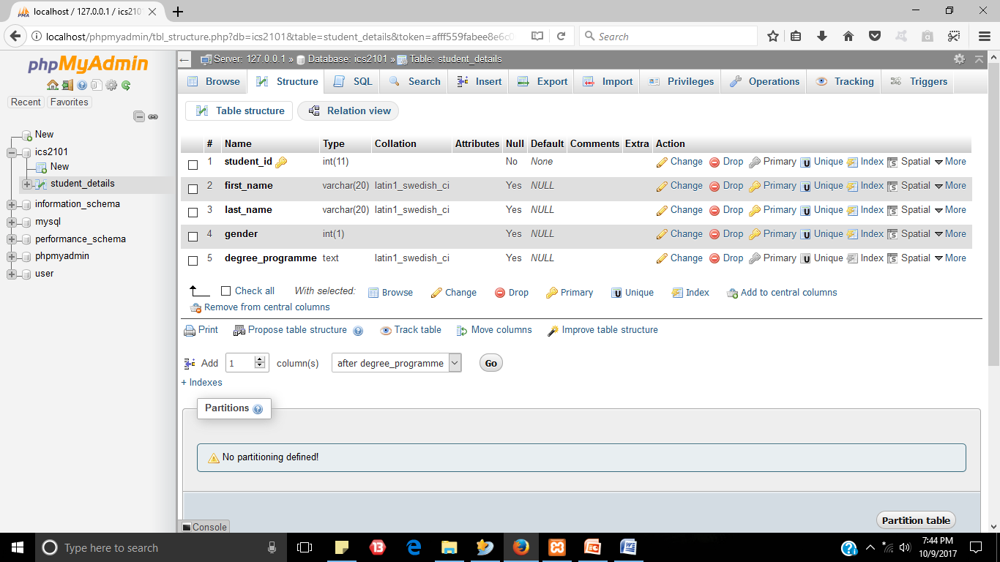 localhost / 127.0.0.1 / ics210
localhost/phpmyadmin/tbl_structure.php?db=ics2101&table=student_details&token=afff559fabee8e6c0 Search
phpMyAdmin
Recent Favorites
New
ics2101
New
student_details
information_schema
mysql
performance_schema
phpmyadmin
user
Server: 127.0.0.1 » Database: ics2101 » Table: student_details
Browse Structure SQL Search Insert Export Import Privileges Operations Tracking Triggers
Table structure Relation view
# Name Type Collation Attributes Null Default Comments Extra Action
1 student_id int(11) No None Change Drop Primary Unique Index Spatial More
2 first_name varchar(20) latin1_swedish_ci Yes NULL Change Drop Primary Unique Index Spatial More
3 last_name varchar(20) latin1_swedish_ci Yes NULL Change Drop Primary Unique Index Spatial More
4 gender int(1) Yes NULL Change Drop Primary Unique Index Spatial More
5 degree_programme text latin1_swedish_ci Yes NULL Change Drop Primary Unique Index Spatial More
Check all With selected: Browse Change Drop Primary Unique Index Add to central columns
Remove from central columns
Print Propose table structure Track table Move columns Improve table structure
Add 1 column(s) after degree_programme Go
+ Indexes
Partitions
No partitioning defined!
Partition table
Console
Type here to search
13
7:44 PM
10/9/2017